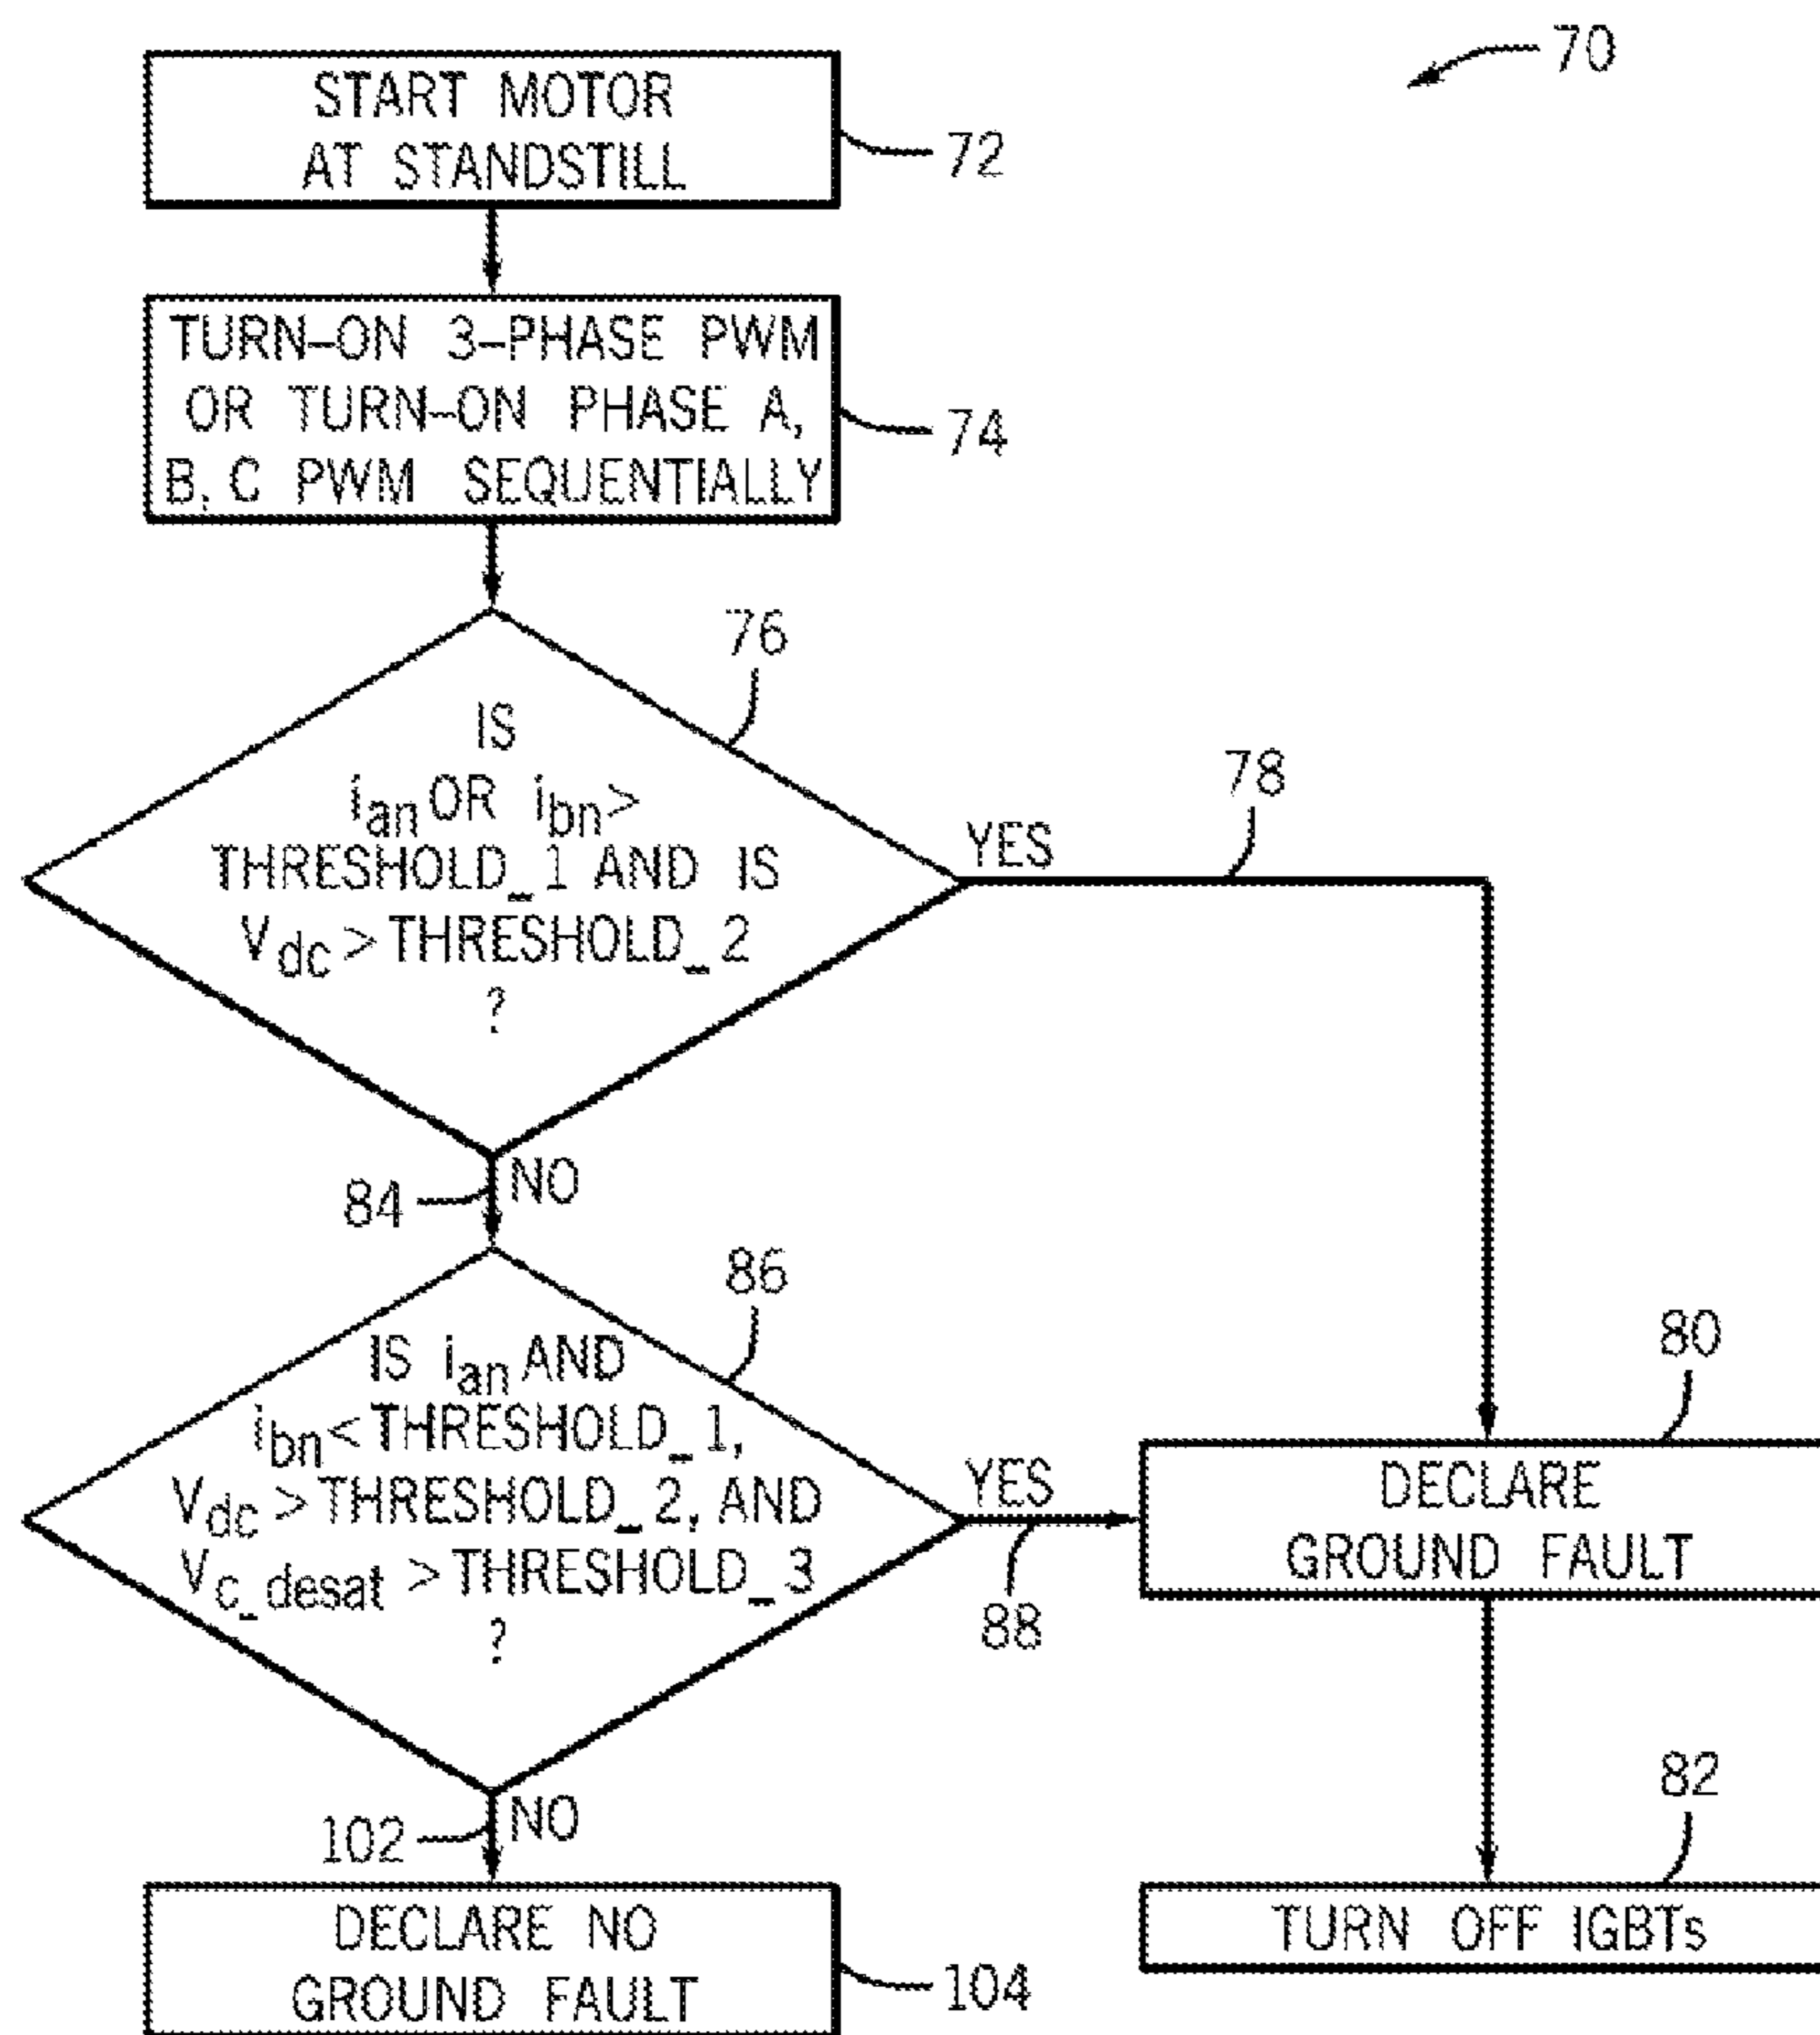 70
START MOTOR
AT STANDSTILL
72
TURN-ON 3-PHASE PWM
OR TURN-ON PHASE A,
B, C PWM SEQUENTIALLY
74
76
IS
ian OR ibn>
THRESHOLD_1 AND IS
Vdc > THRESHOLD_2
?
YES
78
84
NO
86
IS ian AND
ibn< THRESHOLD_1,
Vdc > THRESHOLD_2, AND
Vc_desat > THRESHOLD_3
?
YES
88
80
DECLARE
GROUND FAULT
82
TURN OFF IGBTs
102
NO
DECLARE NO
GROUND FAULT
104